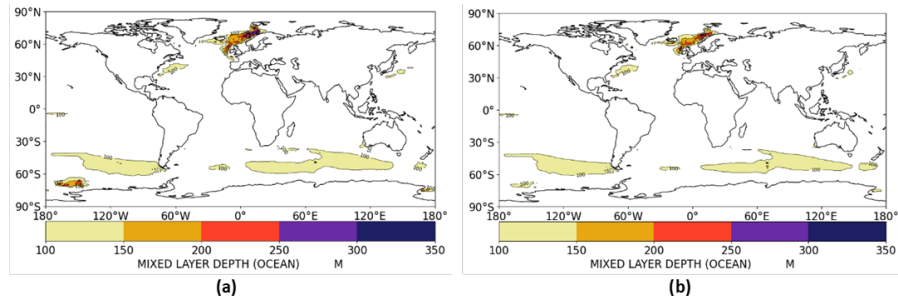 90°N
60°N
30°N
0°
30°S
60°S
90°S
180° 120°W 60°W 0° 60°E 120°E 180°
100 150 200 250 300 350
MIXED LAYER DEPTH (OCEAN) M
(a)
90°N
60°N
30°N
0°
30°S
60°S
90°S
180° 120°W 60°W 0° 60°E 120°E 180°
100 150 200 250 300 350
MIXED LAYER DEPTH (OCEAN) M
(b)